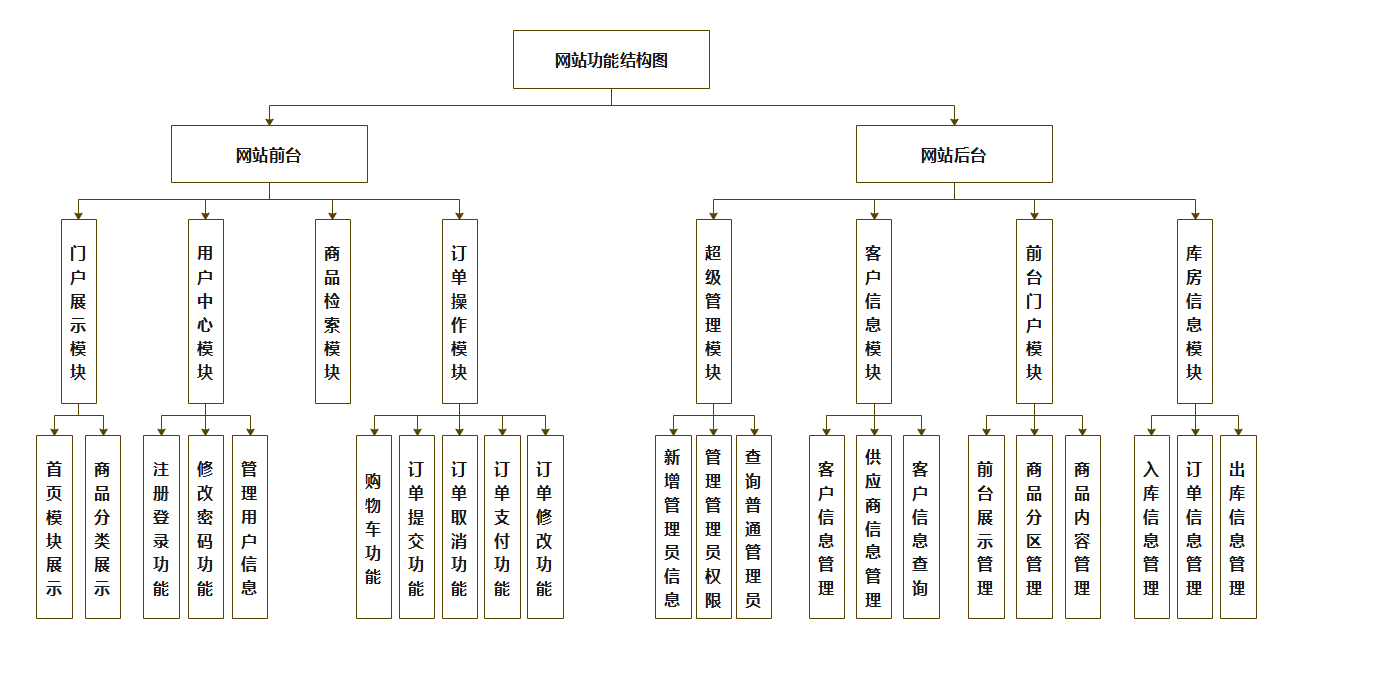 网站功能结构图
网站前台
网站后台
门户展示模块
用户中心模块
商品检索模块
订单操作模块
超级管理模块
客户信息模块
前台门户模块
库房信息模块
首页模块展示
商品分类展示
注册登录功能
修改密码功能
管理用户信息
购物车功能
订单提交功能
订单取消功能
订单支付功能
订单修改功能
新增管理员信息
管理管理员权限
查询普通管理员
客户信息管理
供应商信息管理
客户信息查询
前台展示管理
商品分区管理
商品内容管理
入库信息管理
订单信息管理
出库信息管理